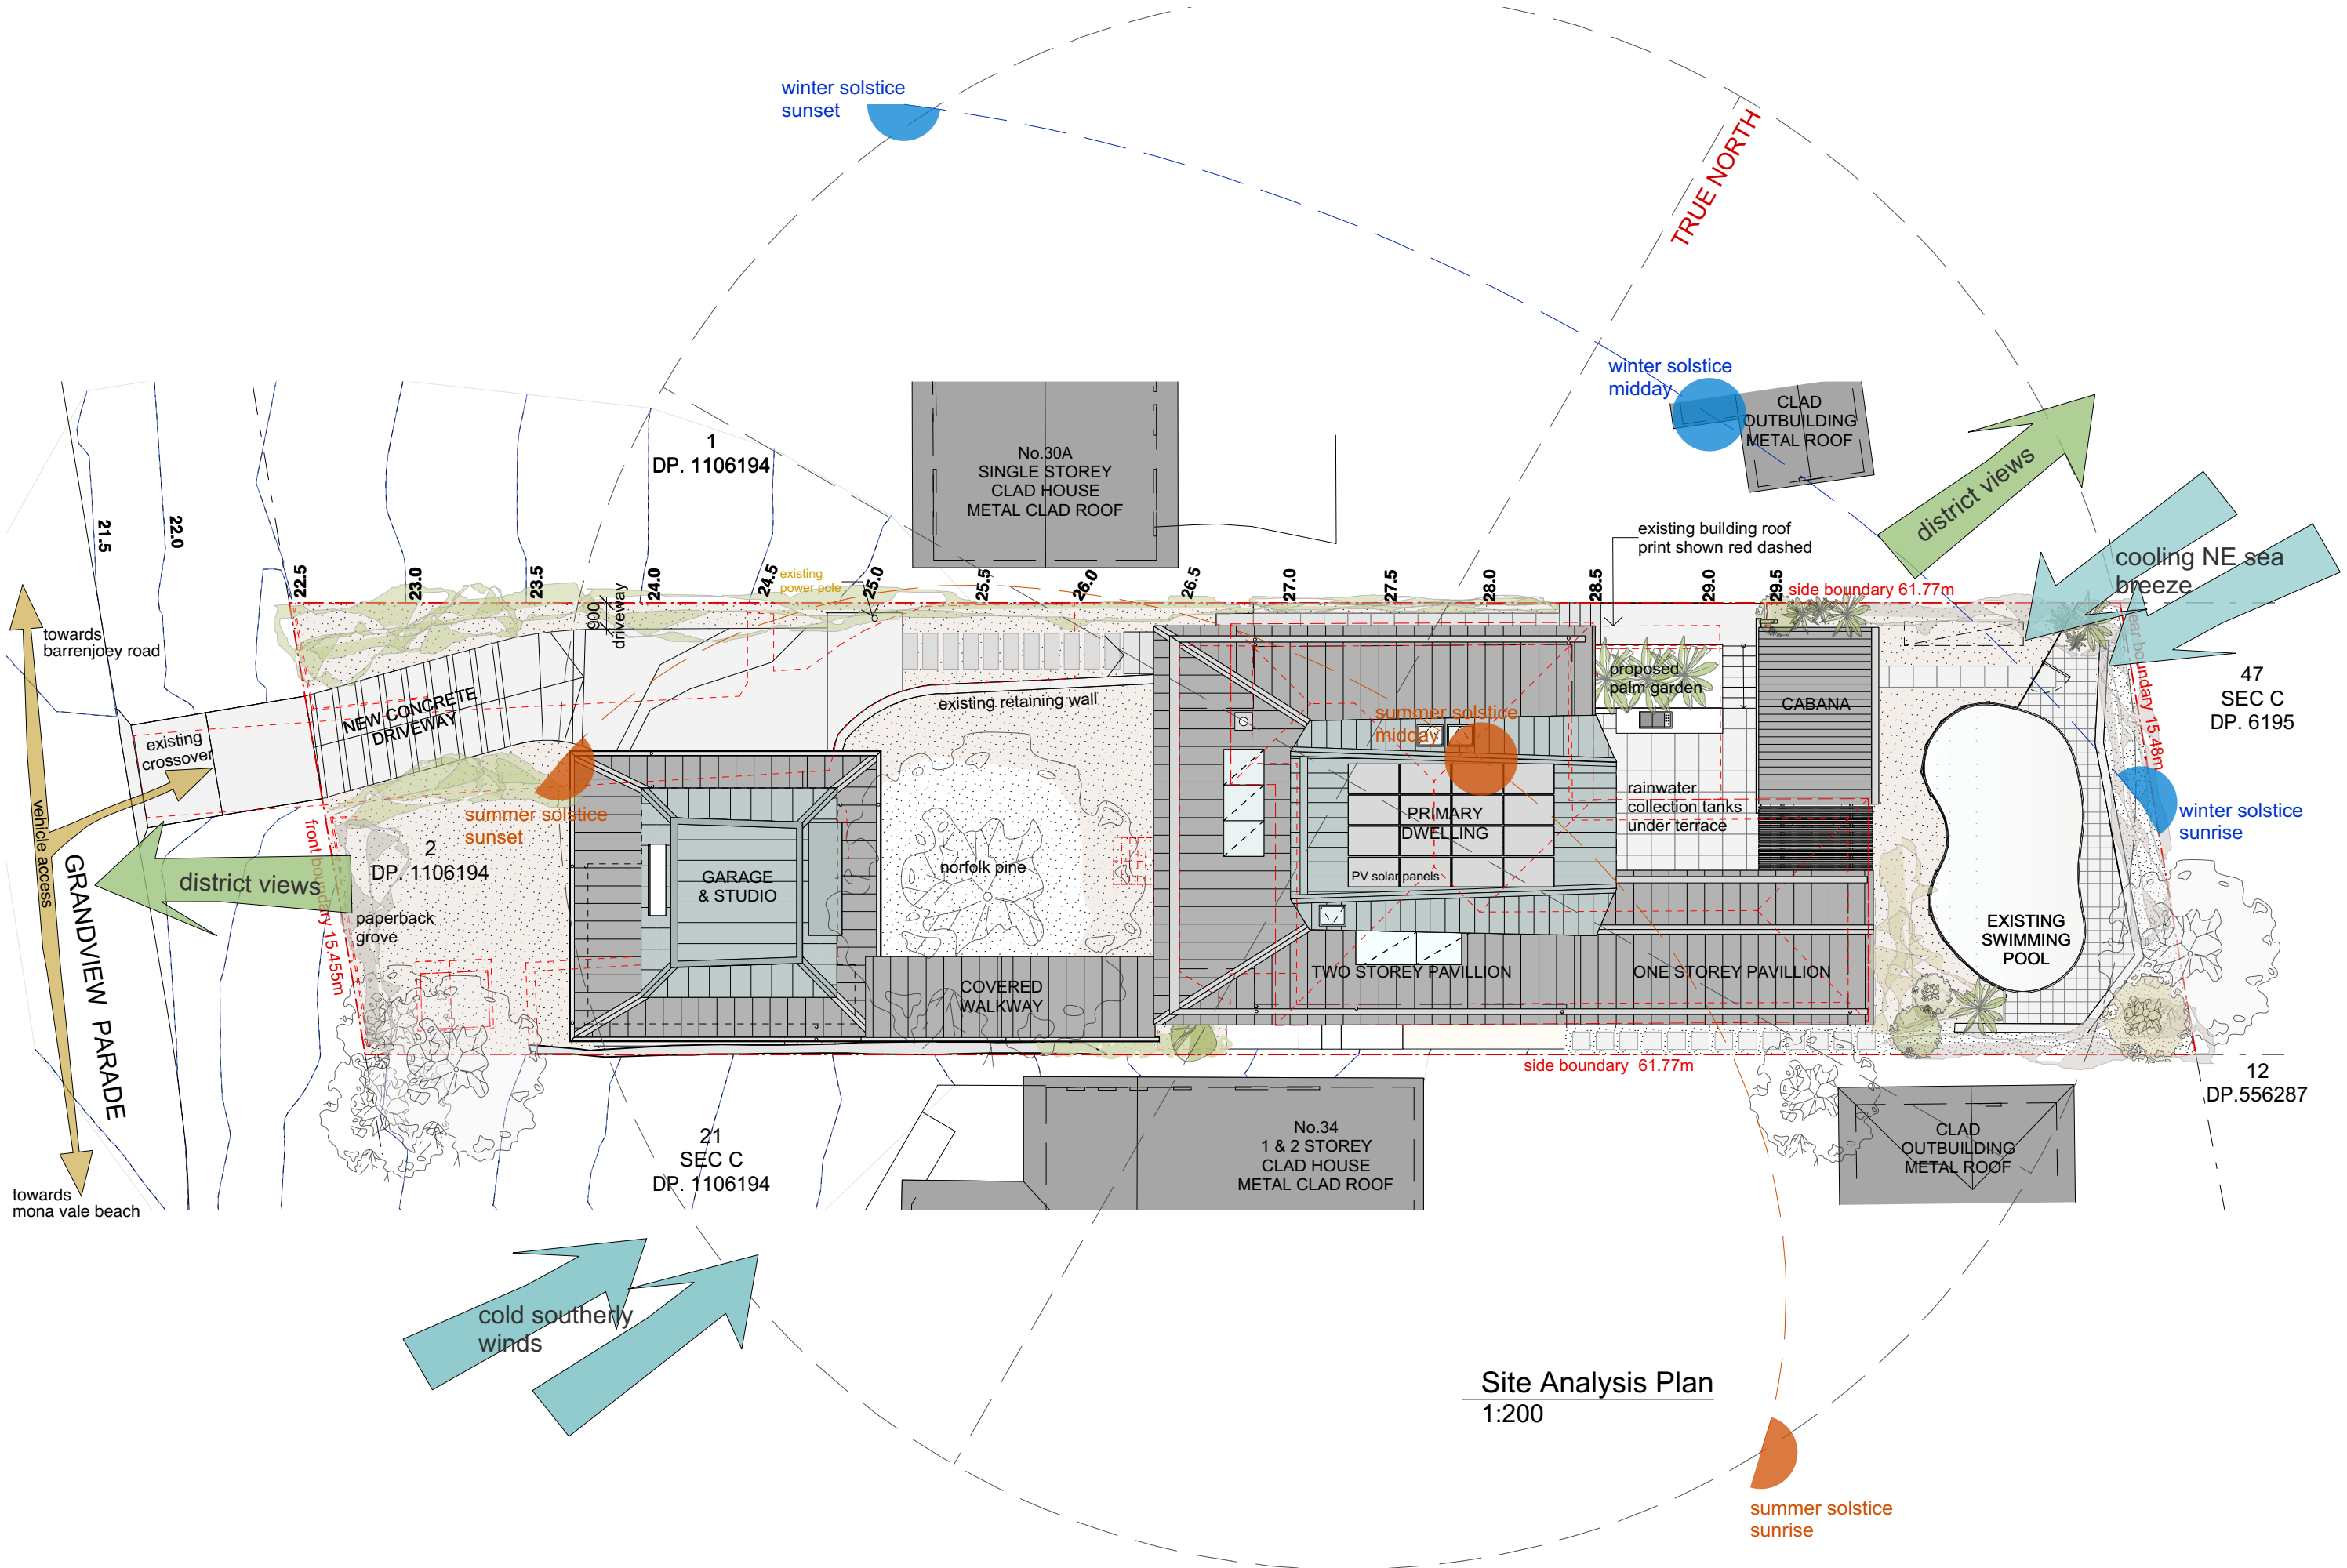 winter solstice
sunset
TRUE NORTH
winter solstice
midday
CLAD
OUTBUILDING
METAL ROOF
district views
1
DP. 1106194
No.30A
SINGLE STOREY
CLAD HOUSE
METAL CLAD ROOF
existing building roof
print shown red dashed
cooling NE sea
breeze
21.5
22.0
22.5
23.0
23.5
900
driveway
24.0
24.5
existing
power pole
25.0
25.5
26.0
26.5
27.0
27.5
28.0
28.5
29.0
29.5
side boundary 61.77m
towards
barrenjoey road
rear boundary 15.48m
47
SEC C
DP. 6195
existing
crossover
NEW CONCRETE
DRIVEWAY
existing retaining wall
proposed
palm garden
CABANA
summer solstice
midday
summer solstice
sunset
rainwater
collection tanks
under terrace
PRIMARY
DWELLING
PV solar panels
winter solstice
sunrise
vehicle access
GRANDVIEW PARADE
district views
front boundary 15.455m
2
DP. 1106194
paperback
grove
GARAGE
& STUDIO
norfolk pine
COVERED
WALKWAY
TWO STOREY PAVILLION
ONE STOREY PAVILLION
EXISTING
SWIMMING
POOL
side boundary 61.77m
12
DP.556287
towards
mona vale beach
21
SEC C
DP. 1106194
No.34
1 & 2 STOREY
CLAD HOUSE
METAL CLAD ROOF
CLAD
OUTBUILDING
METAL ROOF
cold southerly
winds
Site Analysis Plan
1:200
summer solstice
sunrise